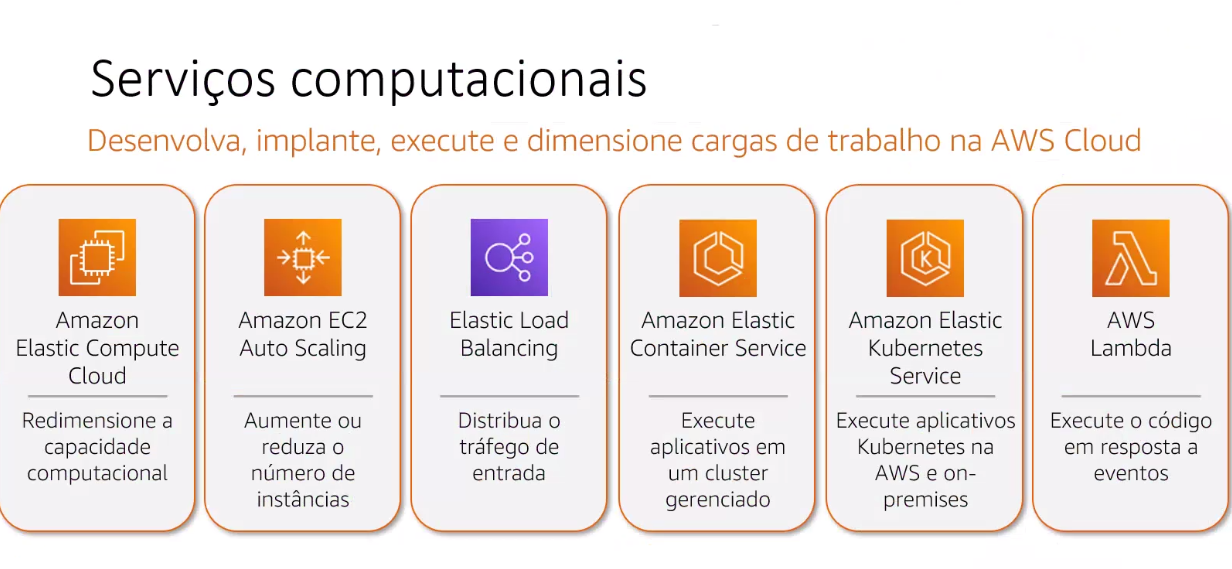 Serviços computacionais
Desenvolva, implante, execute e dimensione cargas de trabalho na AWS Cloud
Amazon
Elastic Compute
Cloud
Redimensione a
capacidade
computacional
Amazon EC2
Auto Scaling
Aumente ou
reduza o
número de
instâncias
Elastic Load
Balancing
Distribua o
tráfego de
entrada
Amazon Elastic
Container Service
Execute
aplicativos em
um cluster
gerenciado
K
Amazon Elastic
Kubernetes
Service
Execute aplicativos
Kubernetes na
AWS e on-
premises
AWS
Lambda
Execute o código
em resposta a
eventos